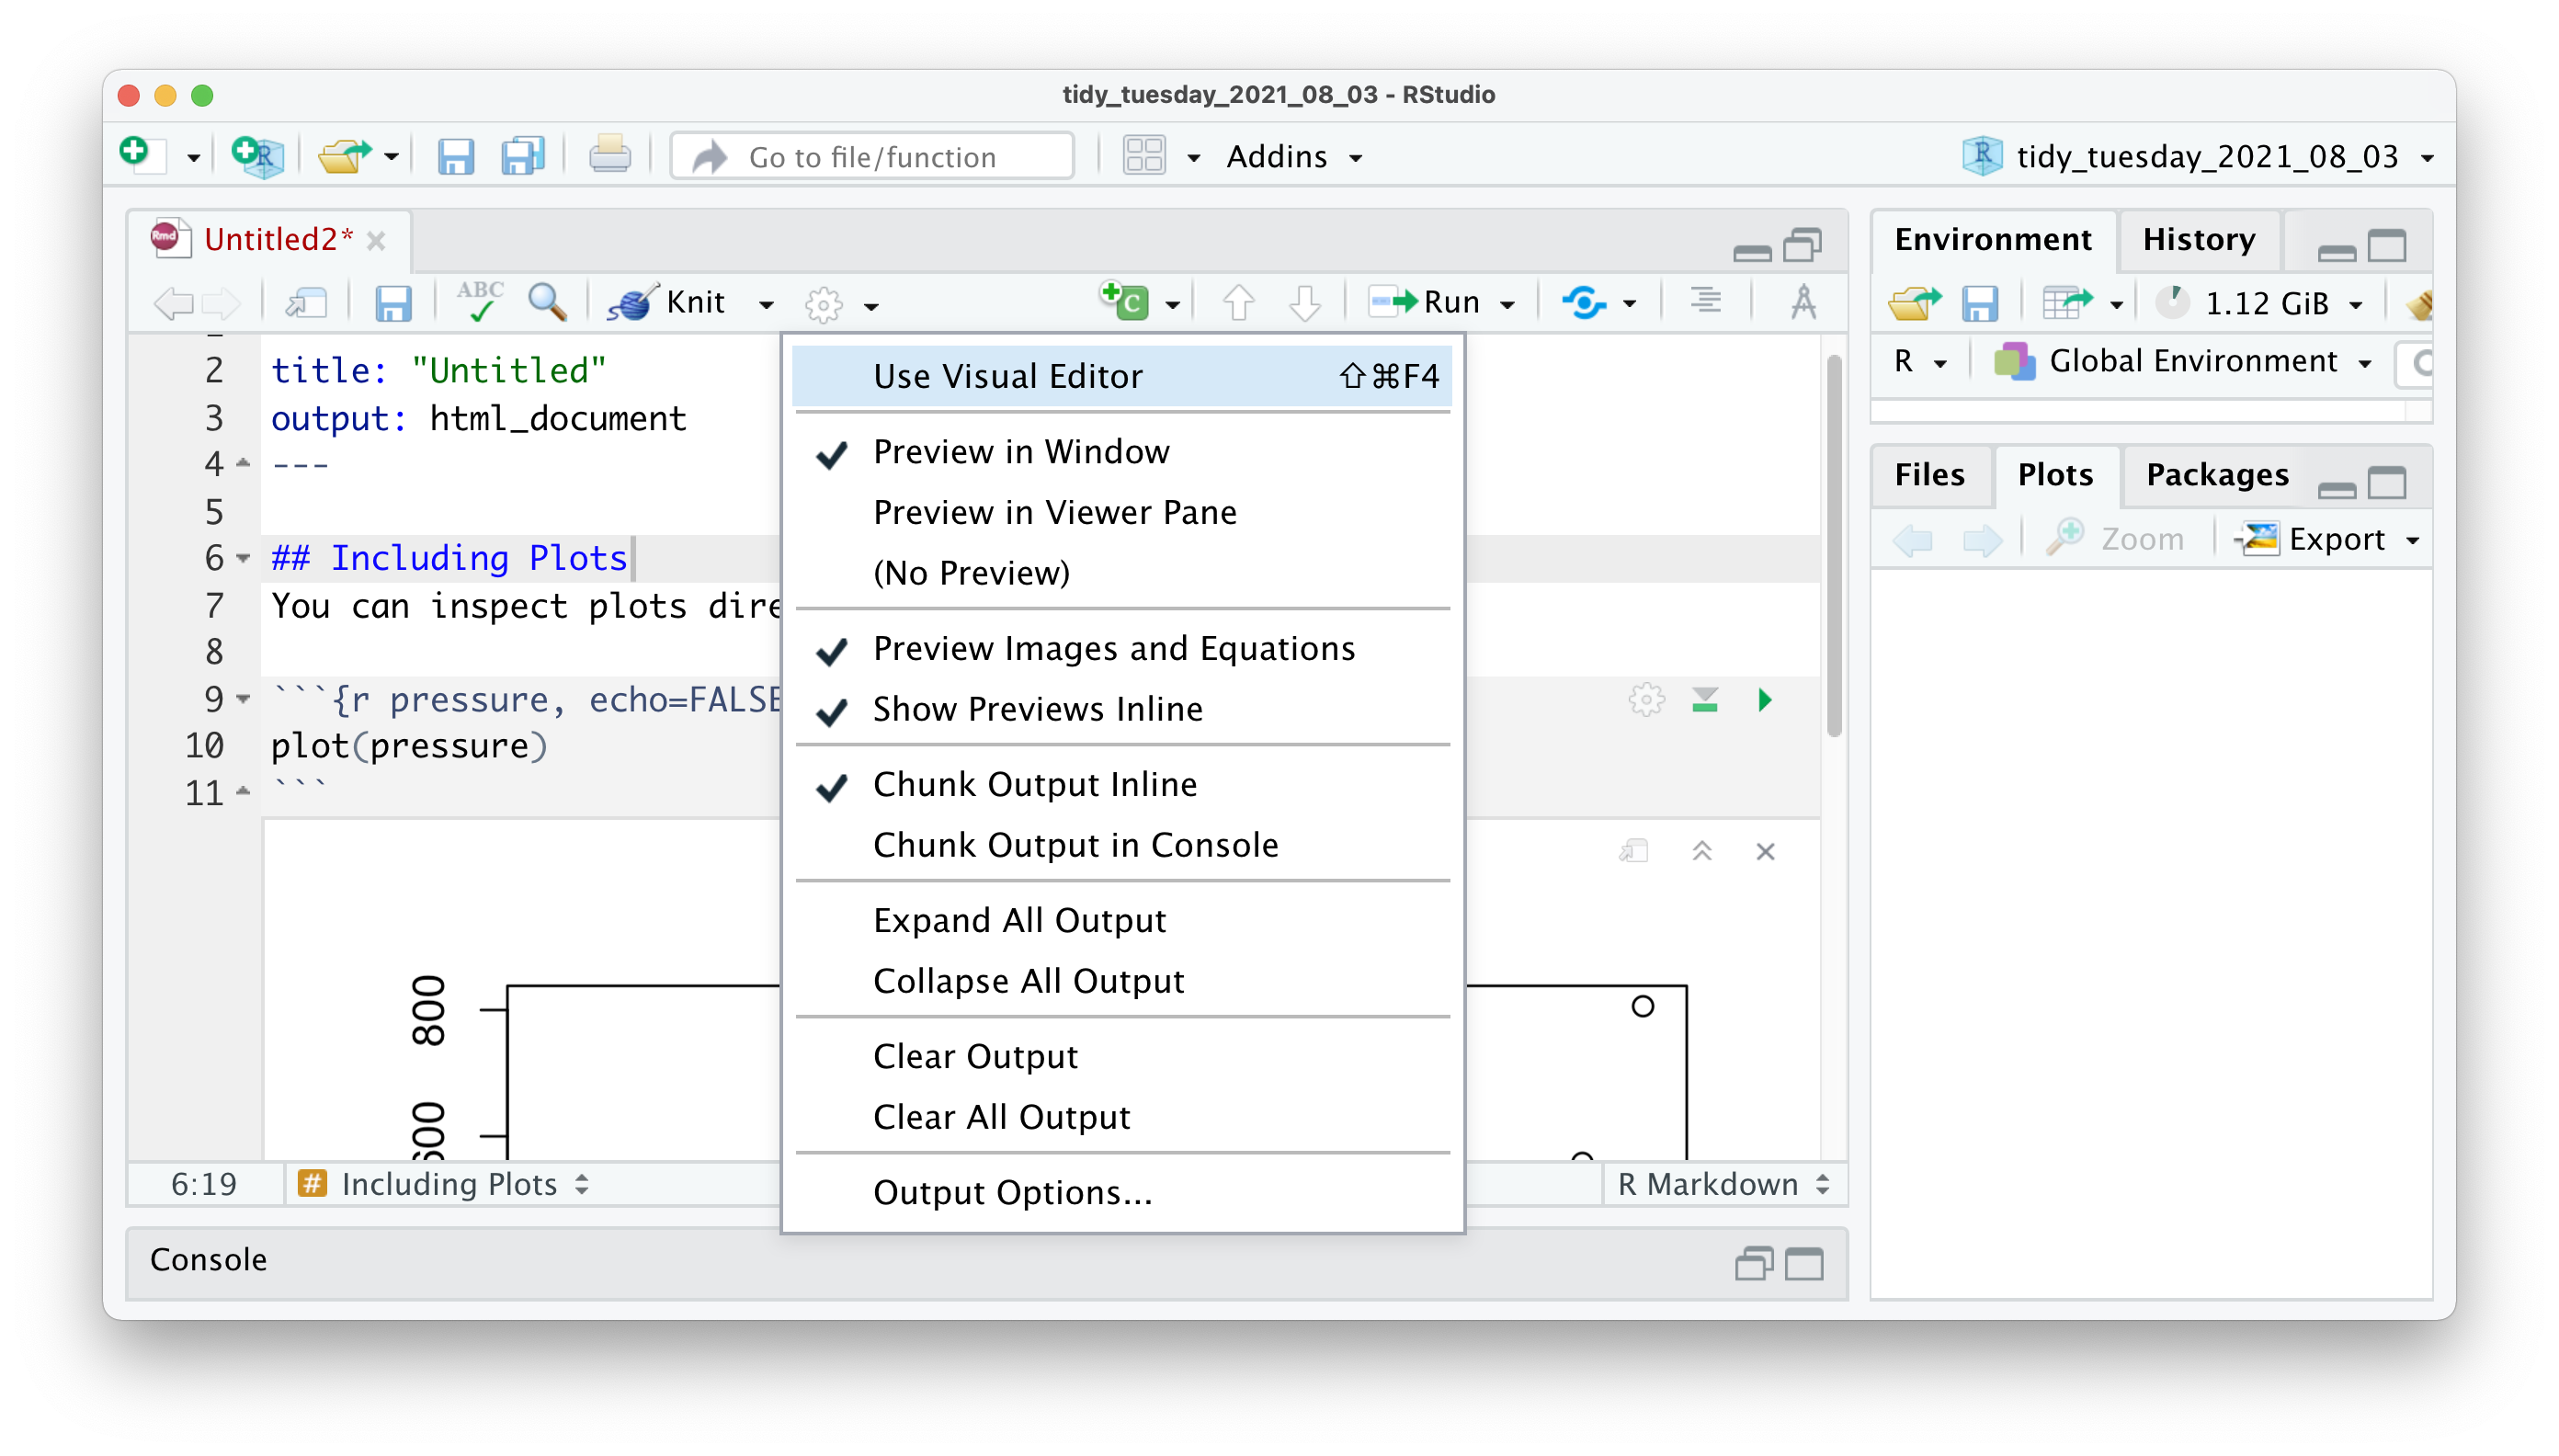 tidy_tuesday_2021_08_03 - RStudio
Go to file/function
Addins
tidy_tuesday_2021_08_03
Rmd Untitled2*
ABC
Knit
C
Run
2 title: "Untitled"
3 output: html_document
4 ---
5
6 ## Including Plots
7 You can inspect plots dire
8
9 ```{r pressure, echo=FALSE
10 plot(pressure)
11 ```
800
600
6:19
# Including Plots
R Markdown
Console
Use Visual Editor ⇧⌘F4
Preview in Window
Preview in Viewer Pane
(No Preview)
Preview Images and Equations
Show Previews Inline
Chunk Output Inline
Chunk Output in Console
Expand All Output
Collapse All Output
Clear Output
Clear All Output
Output Options...
Environment
History
1.12 GiB
R
Global Environment
Files
Plots
Packages
Zoom
Export